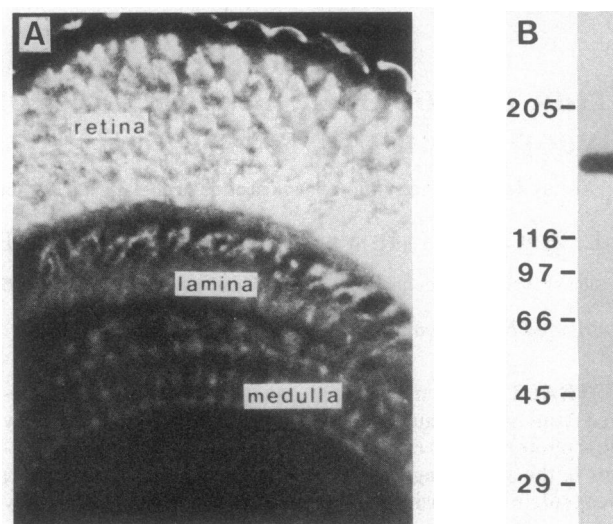 A
retina
lamina
medulla
B
205 –
116 –
97 –
66 –
45 –
29 –